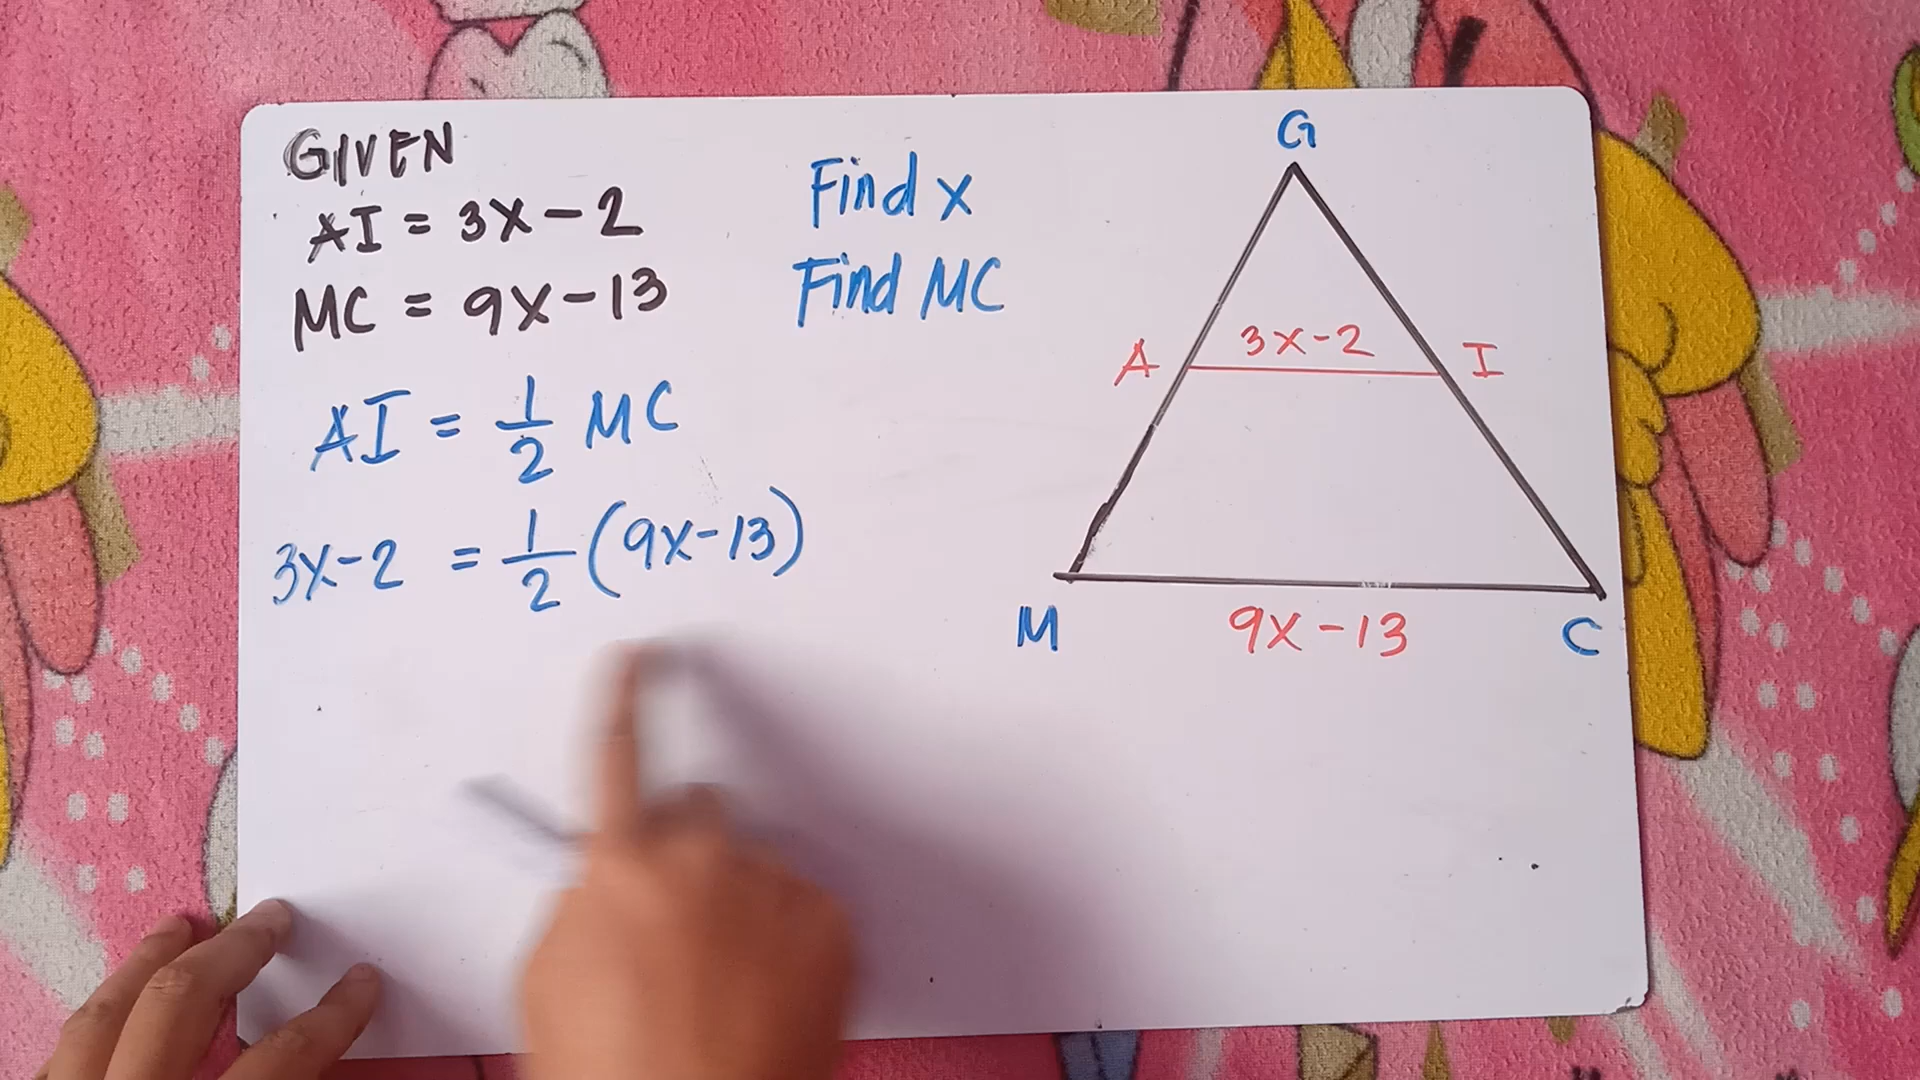 GIVEN
AI = 3x-2
MC = 9x-13
Find x
Find MC
AI = 1/2 MC
3x-2 = 1/2 (9x-13)
G
A 3x-2 I
M 9x-13 C